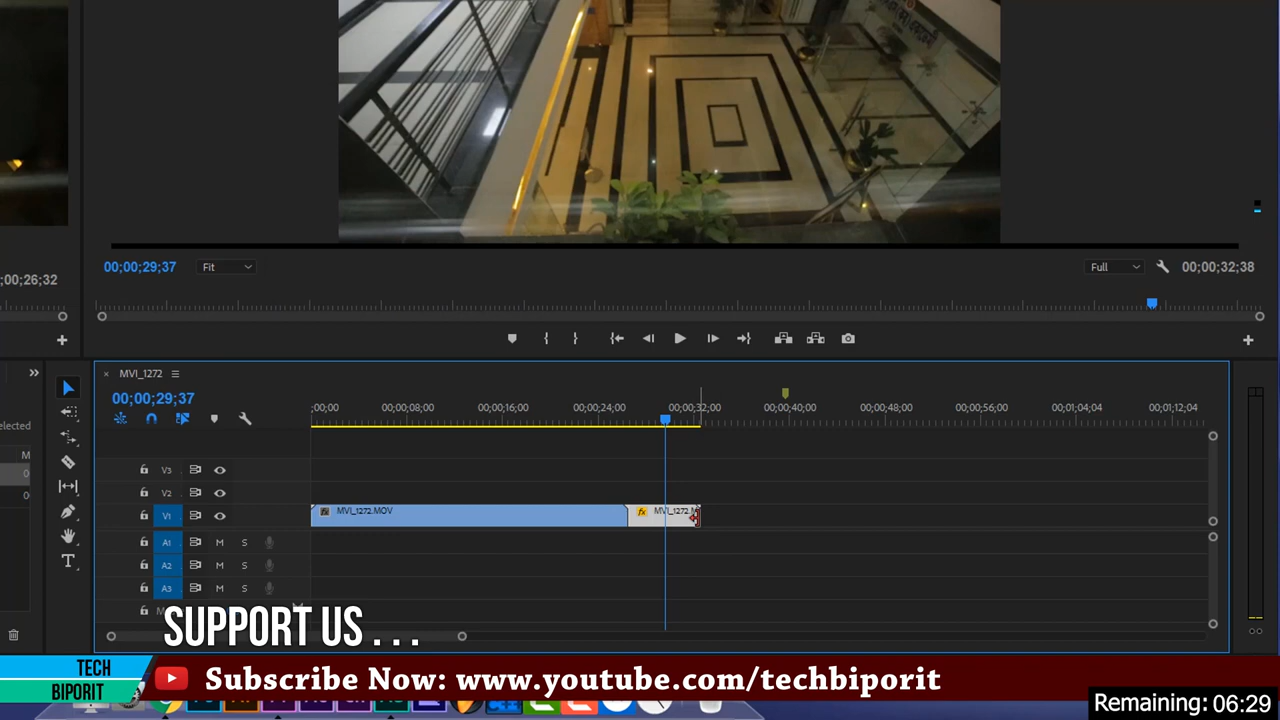 00;00;29;37
Fit
Full
00;00;32;38
;00;26;32
MVI_1272
00;00;29;37
;00;00
00;00;08;00
00;00;16;00
00;00;24;00
00;00;32;00
00;00;40;00
00;00;48;00
00;00;56;00
00;01;04;04
00;01;12;04
elected
M
V3
V2
V1
fx MVI_1272.MOV
fx MVI_1272.M
A1 M S
A2 M S
A3 M S
M
SUPPORT US . . .
TECH
BIPORIT
Subscribe Now: www.youtube.com/techbiporit
Remaining: 06:29